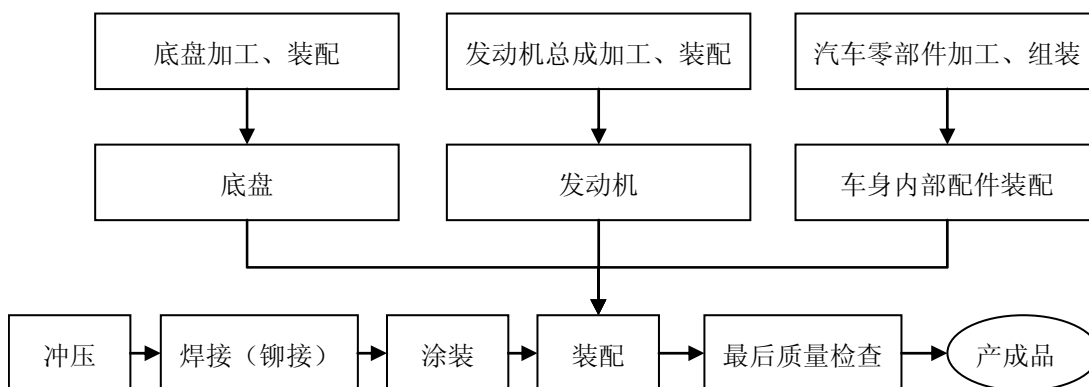 底盘加工、装配
发动机总成加工、装配
汽车零部件加工、组装
底盘
发动机
车身内部配件装配
冲压
焊接（铆接）
涂装
装配
最后质量检查
产成品